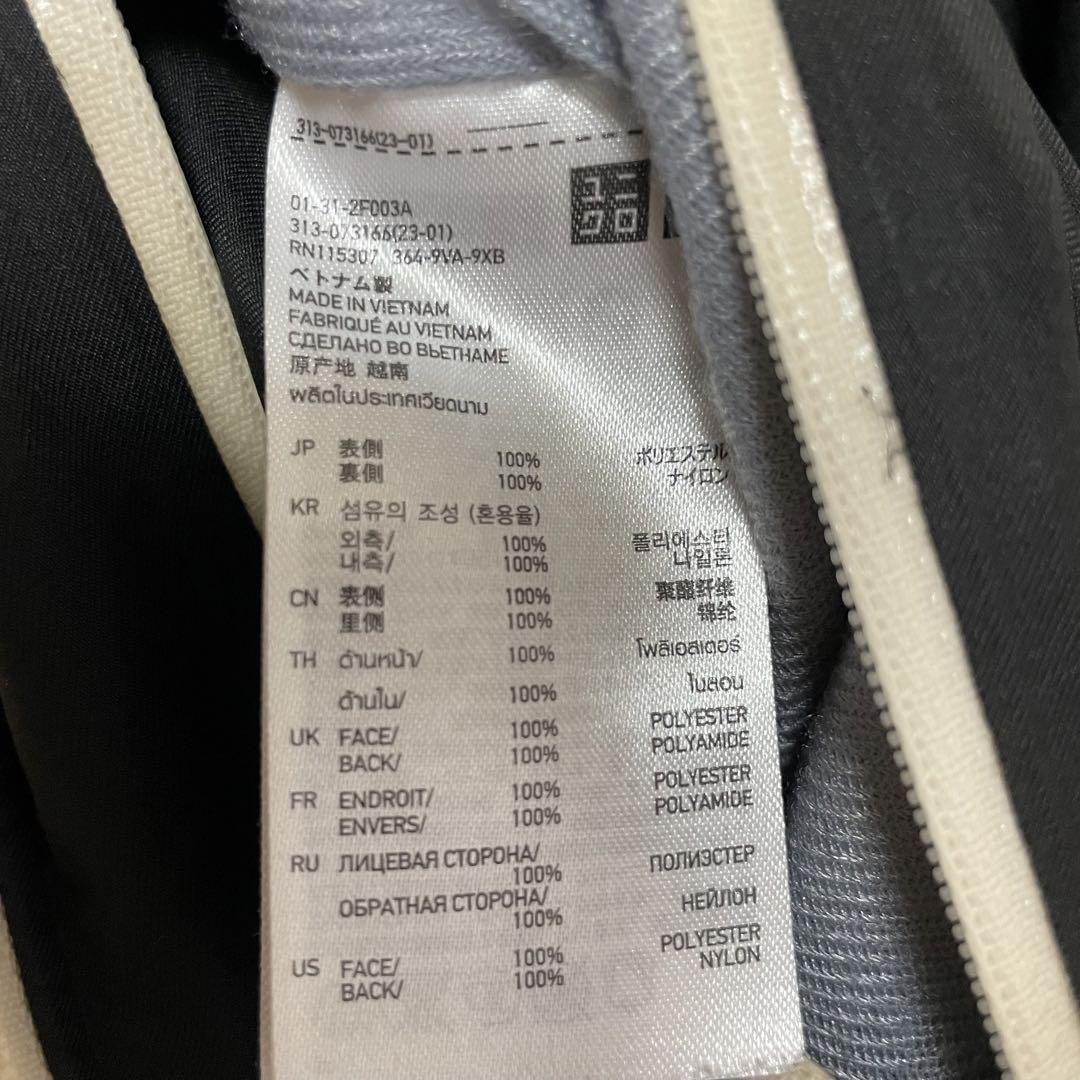 313-073166(23-01)
01-31-2F003A
313-073166(23-01)
RN115307 364-9VA-9XB
ベトナム製
MADE IN VIETNAM
FABRIQUÉ AU VIETNAM
СДЕЛАНО ВО ВЬЕТНАМЕ
原产地 越南
ผลิตในประเทศเวียดนาม
JP 表側 100% ポリエステル
裏側 100% ナイロン
KR 섬유의 조성 (혼용율)
외측/ 100% 폴리에스터
내측/ 100% 나일론
CN 表侧 100% 聚酯纤维
里侧 100% 锦纶
TH ด้านหน้า/ 100% โพลิเอสเตอร์
ด้านใน/ 100% ไนลอน
UK FACE/ 100% POLYESTER
BACK/ 100% POLYAMIDE
FR ENDROIT/ 100% POLYESTER
ENVERS/ 100% POLYAMIDE
RU ЛИЦЕВАЯ СТОРОНА/
100% ПОЛИЭСТЕР
ОБРАТНАЯ СТОРОНА/
100% НЕЙЛОН
US FACE/ 100% POLYESTER
BACK/ 100% NYLON